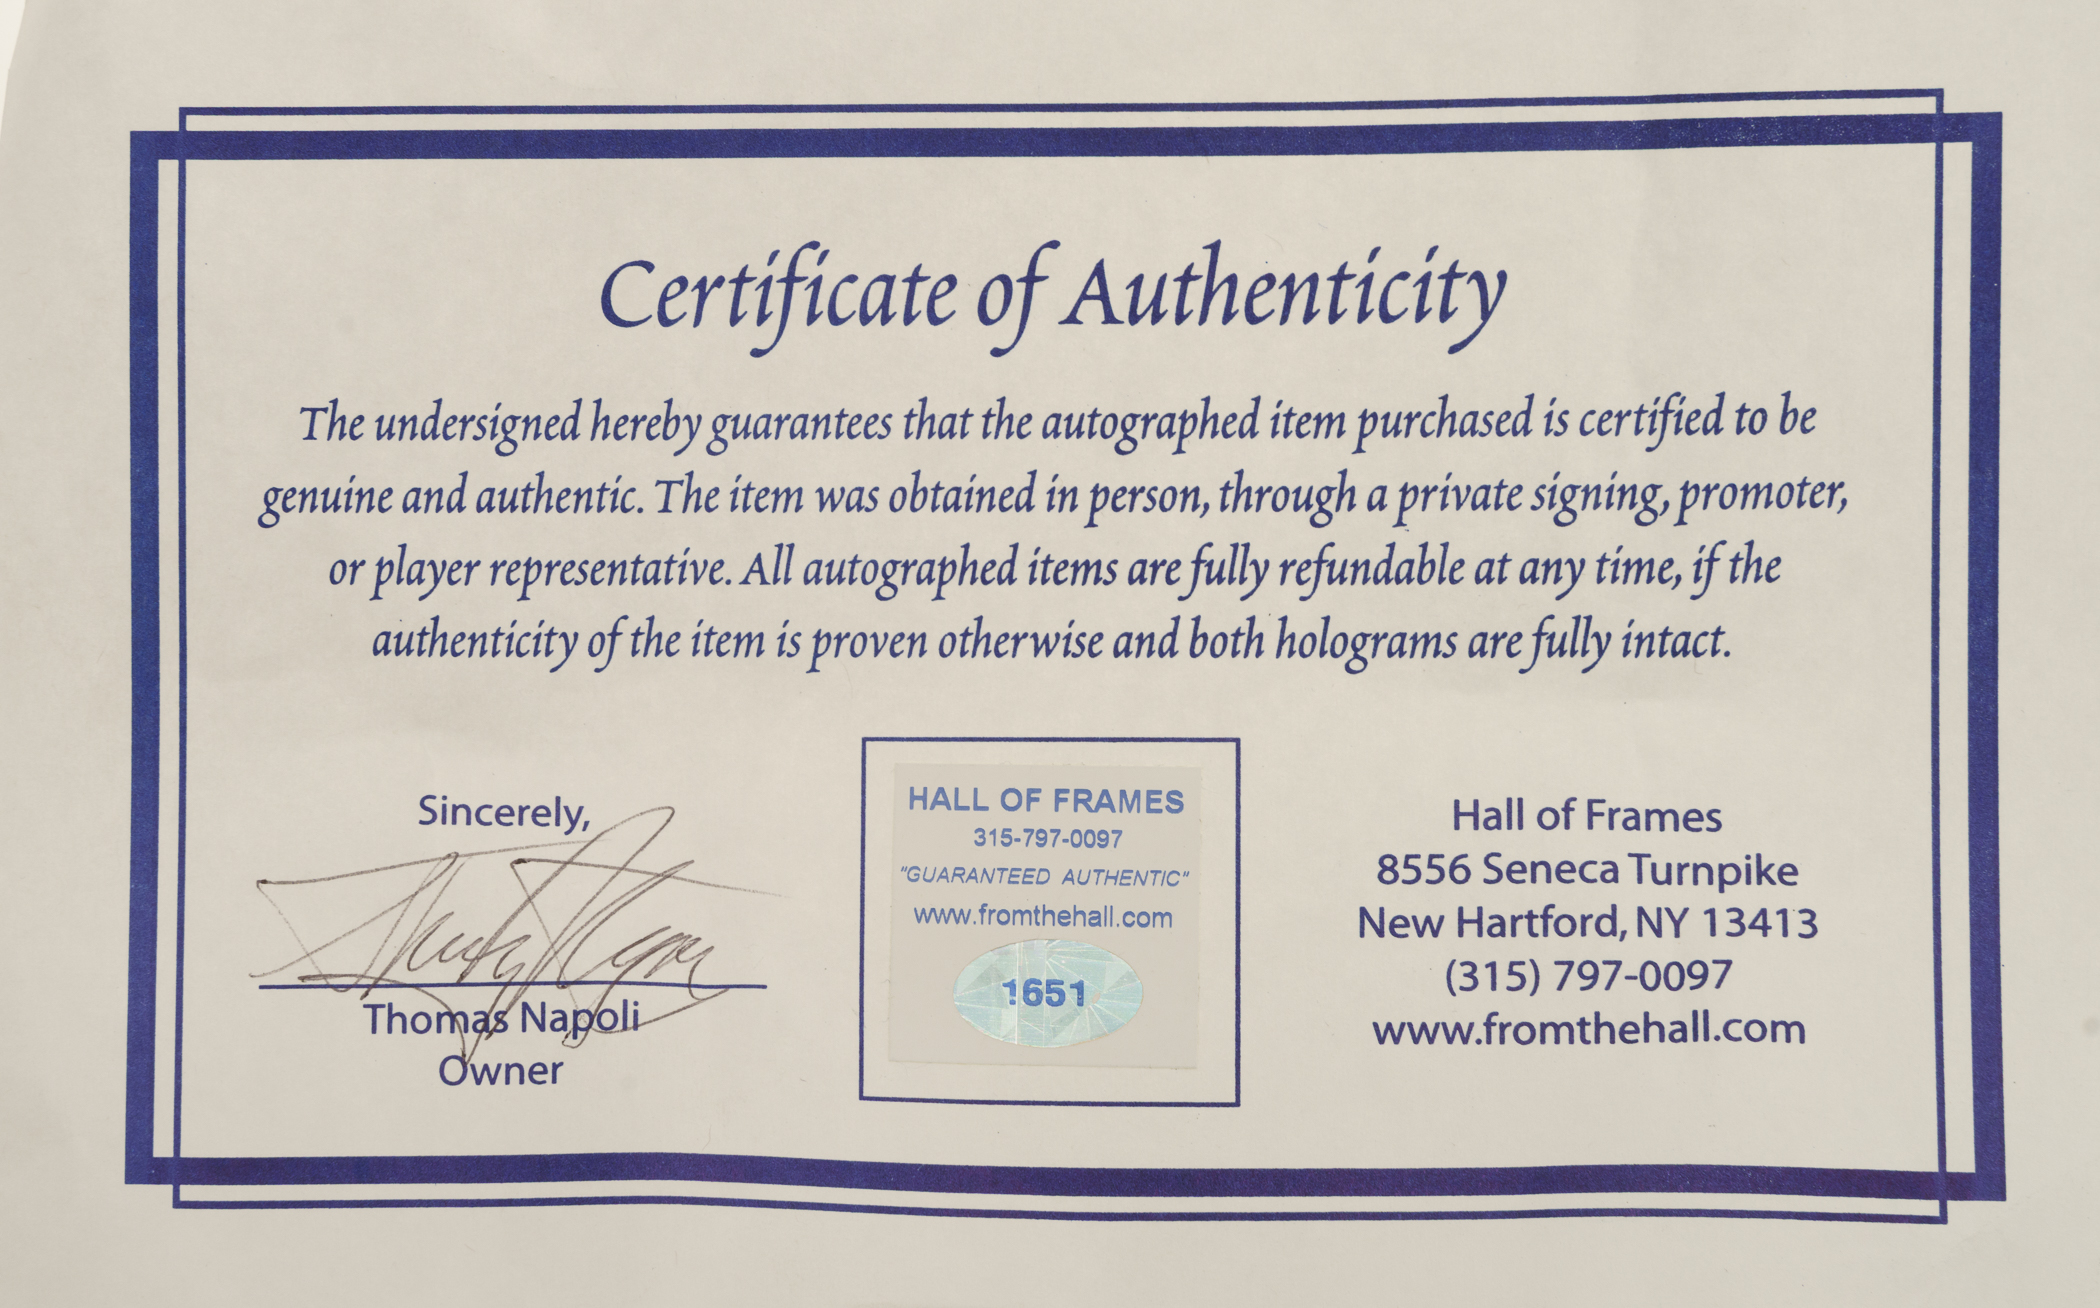 Certificate of Authenticity
The undersigned hereby guarantees that the autographed item purchased is certified to be
genuine and authentic. The item was obtained in person, through a private signing, promoter,
or player representative. All autographed items are fully refundable at any time, if the
authenticity of the item is proven otherwise and both holograms are fully intact.
Sincerely,
Thomas Napoli
Owner
HALL OF FRAMES
315-797-0097
"GUARANTEED AUTHENTIC"
www.fromthehall.com
1651
Hall of Frames
8556 Seneca Turnpike
New Hartford, NY 13413
(315) 797-0097
www.fromthehall.com